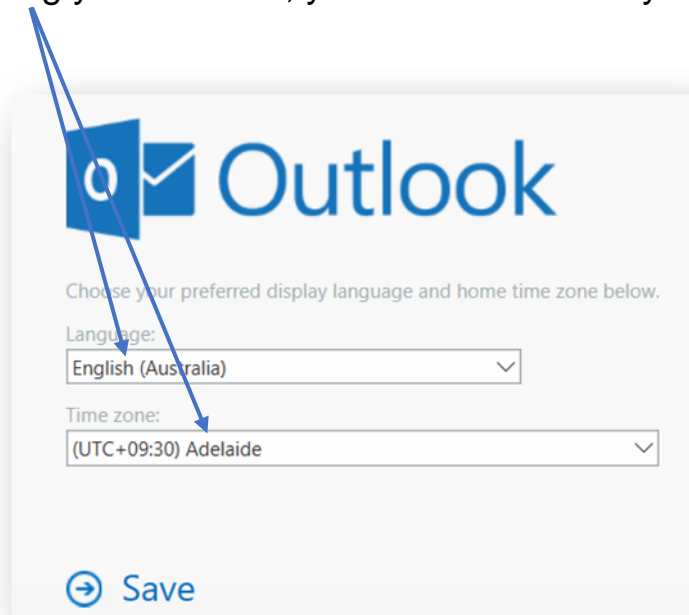 Outlook
Choose your preferred display language and home time zone below.
Language:
English (Australia)
Time zone:
(UTC+09:30) Adelaide
Save